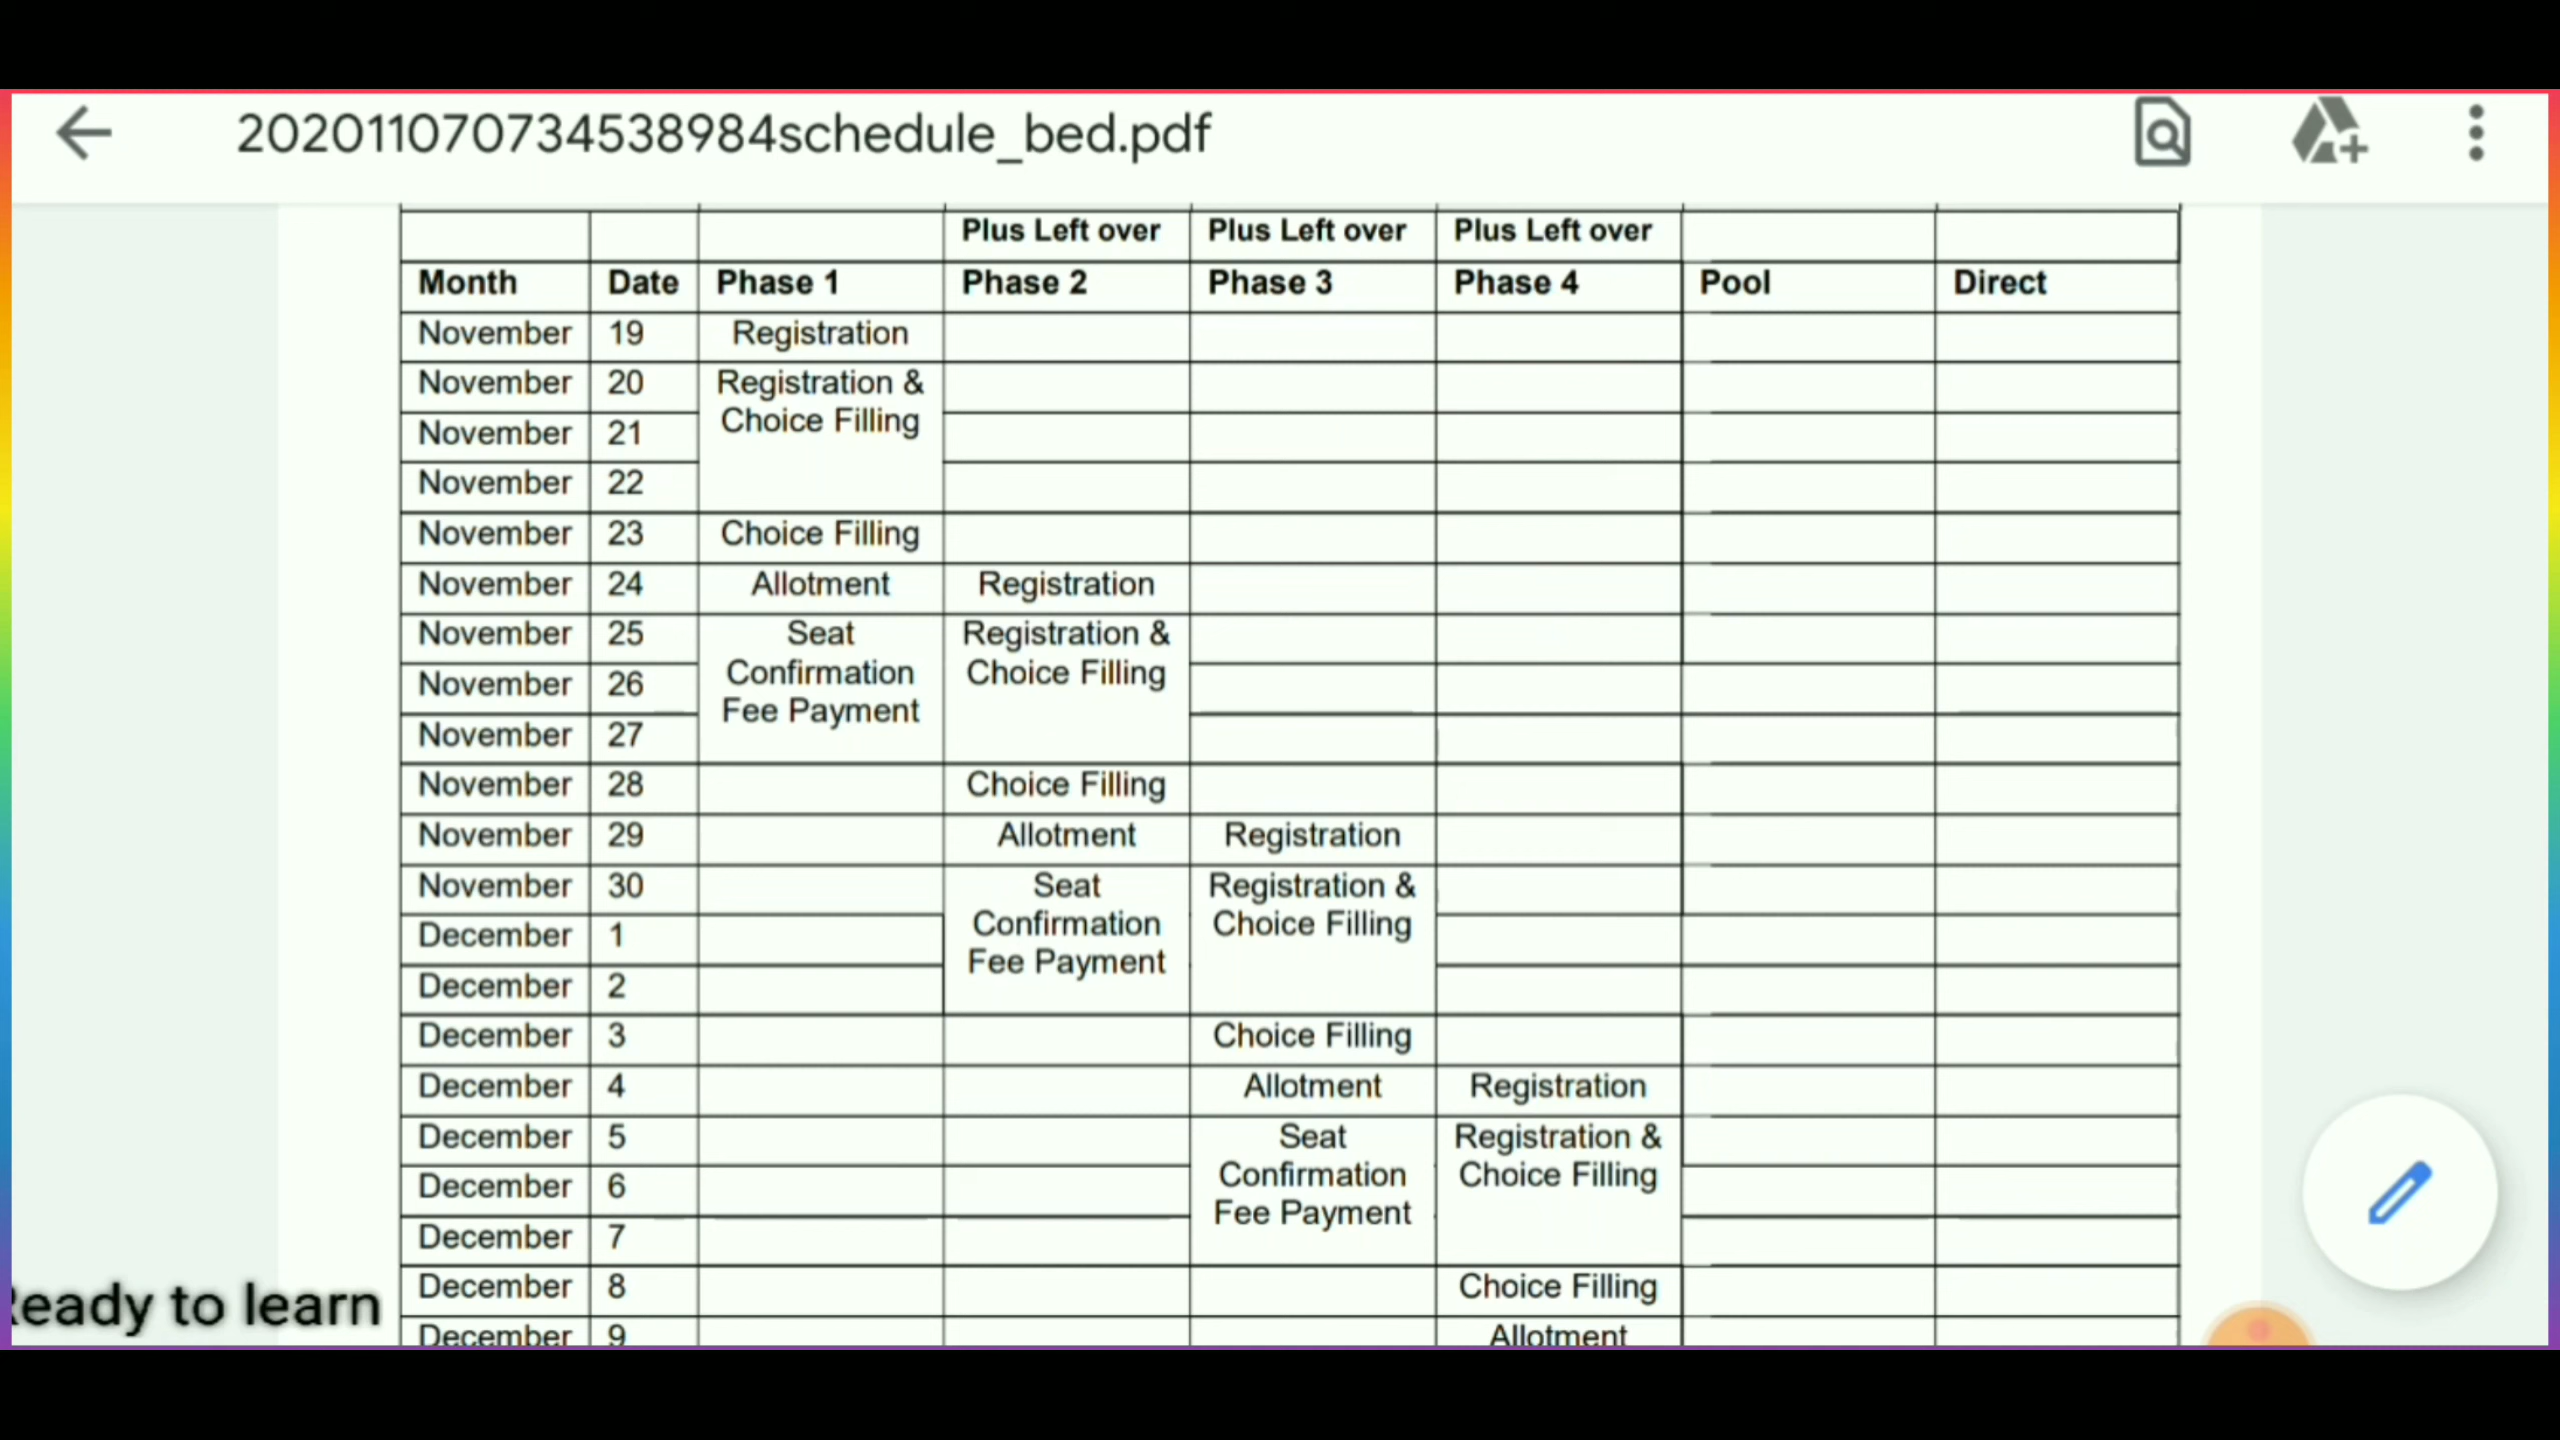 202011070734538984schedule_bed.pdf
Plus Left over Plus Left over Plus Left over
Month Date Phase 1 Phase 2 Phase 3 Phase 4 Pool Direct
November 19 Registration
November 20 Registration &
November 21 Choice Filling
November 22
November 23 Choice Filling
November 24 Allotment Registration
November 25 Seat Registration &
November 26 Confirmation Choice Filling
November 27 Fee Payment
November 28 Choice Filling
November 29 Allotment Registration
November 30 Seat Registration &
December 1 Confirmation Choice Filling
December 2 Fee Payment
December 3 Choice Filling
December 4 Allotment Registration
December 5 Seat Registration &
December 6 Confirmation Choice Filling
December 7 Fee Payment
December 8 Choice Filling
December 9 Allotment
eady to learn